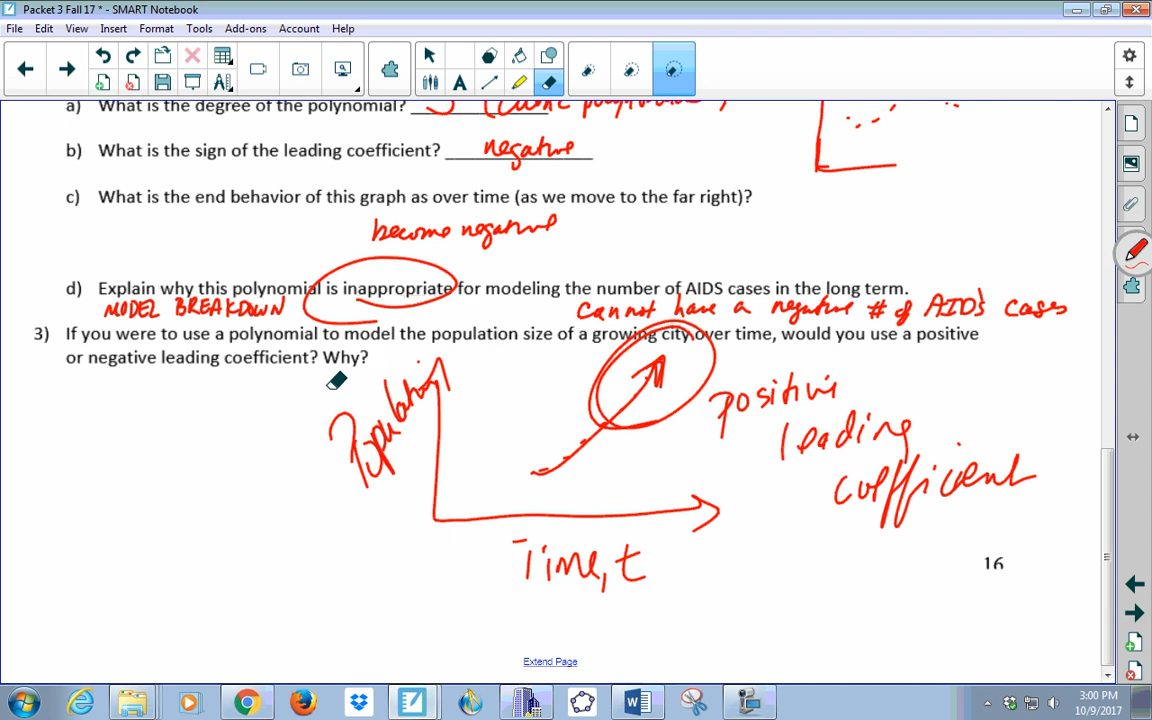 Packet 3 Fall 17 * - SMART Notebook
File Edit View Insert Format Tools Add-ons Account Help
a) What is the degree of the polynomial?
b) What is the sign of the leading coefficient? negative
c) What is the end behavior of this graph as over time (as we move to the far right)?
become negative
d) Explain why this polynomial is inappropriate for modeling the number of AIDS cases in the long term.
MODEL BREAKDOWN cannot have a negative # of AID's cases
3) If you were to use a polynomial to model the population size of a growing city over time, would you use a positive
or negative leading coefficient? Why?
Population
positive
leading
coefficient
Time, t
16
Extend Page
3:00 PM
10/9/2017